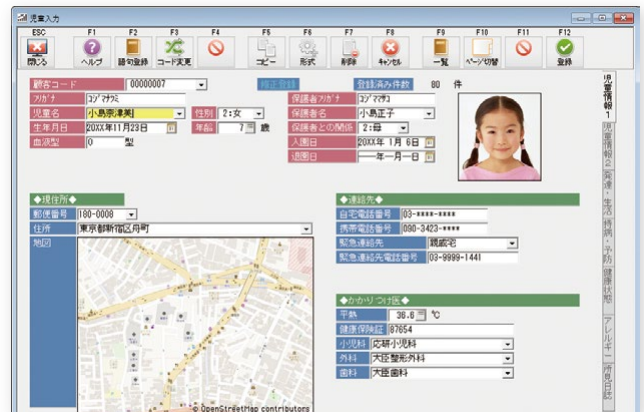 児童入力
ESC F1 F2 F3 F4 F5 F6 F7 F8 F9 F10 F11 F12
閉じる ヘルプ 語句登録 コード変更 コピー 形式 削除 キャンセル 一覧 ページ切替 登録
顧客コード 00000007 修正登録 登録済み件数 80 件
フリガナ コジマナツミ 保護者フリガナ コジママサコ
児童名 小島奈津美 性別 2:女 保護者名 小島正子
生年月日 20XX年11月23日 年齢 7 歳 保護者との関係 2:母
血液型 O 型 入園日 20XX年 1月 6日
退園日 ――年―月―日
◆現住所◆
郵便番号 180-0008
住所 東京都新宿区舟町
地図
© OpenStreetMap contributors
◆連絡先◆
自宅電話番号 03-****-****
携帯電話番号 090-3423-****
緊急連絡先 親戚宅
緊急連絡先電話番号 03-9999-1441
◆かかりつけ医◆
平熱 36.6 ℃
健康保険証 87654
小児科 応研小児科
外科 大臣整形外科
歯科 大臣歯科
児童情報1
児童情報2
発達・生活
持病・予防
健康状態
アレルギー
所見日誌